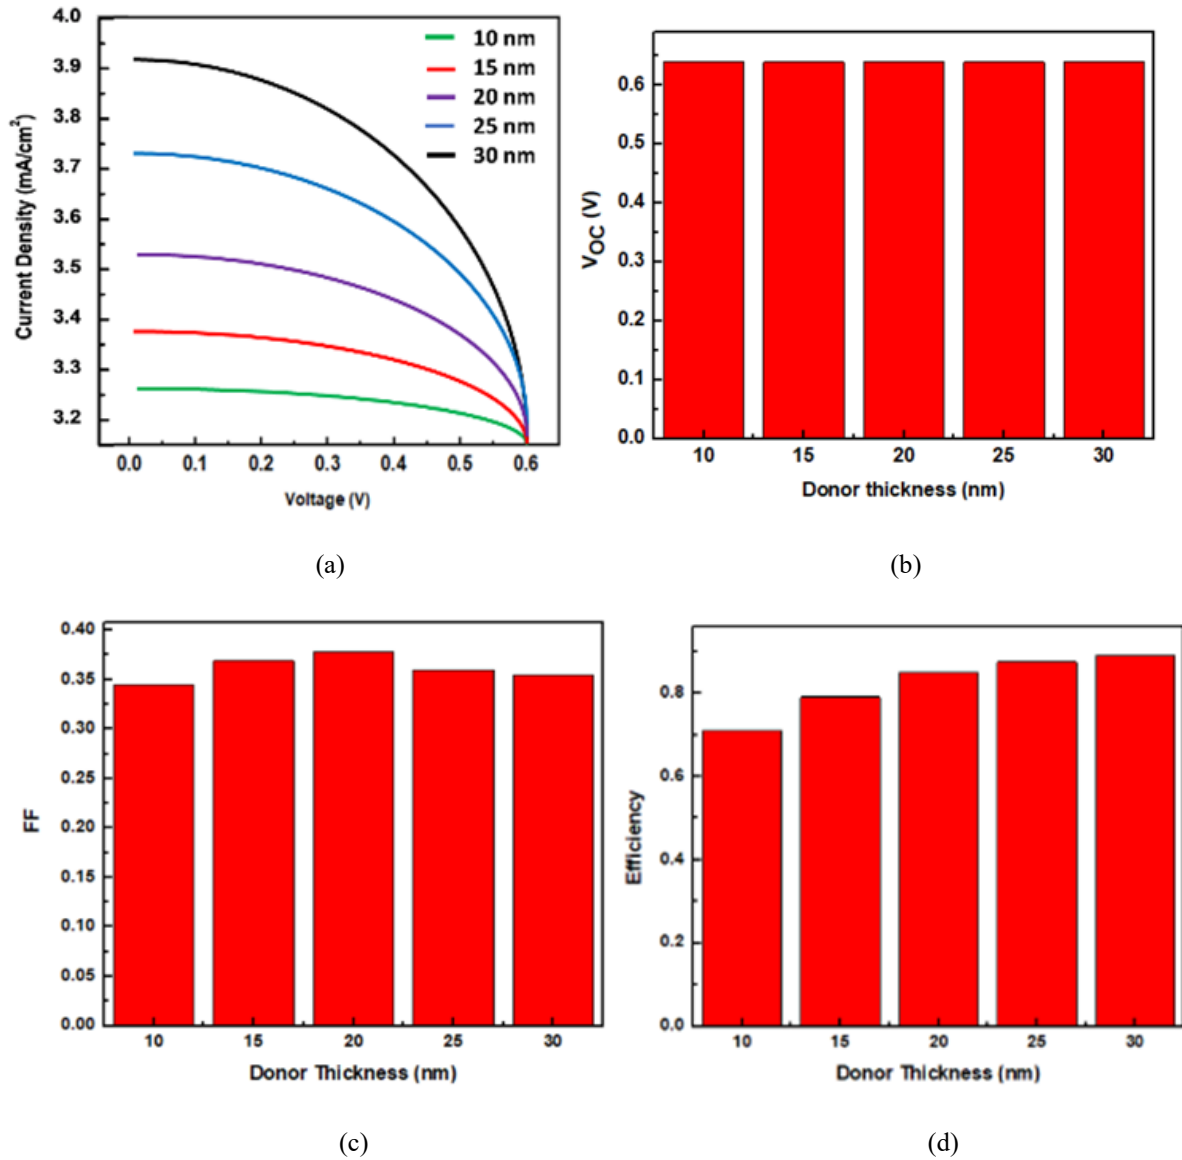 4.0
3.9
3.8
3.7
3.6
3.5
3.4
3.3
3.2
Current Density (mA/cm²)
10 nm
15 nm
20 nm
25 nm
30 nm
0.0 0.1 0.2 0.3 0.4 0.5 0.6
Voltage (V)
(a)
0.6
0.5
0.4
0.3
0.2
0.1
0.0
VOC (V)
10 15 20 25 30
Donor thickness (nm)
(b)
0.40
0.35
0.30
0.25
0.20
0.15
0.10
0.05
0.00
FF
10 15 20 25 30
Donor Thickness (nm)
(c)
0.8
0.6
0.4
0.2
0.0
Efficiency
10 15 20 25 30
Donor Thickness (nm)
(d)